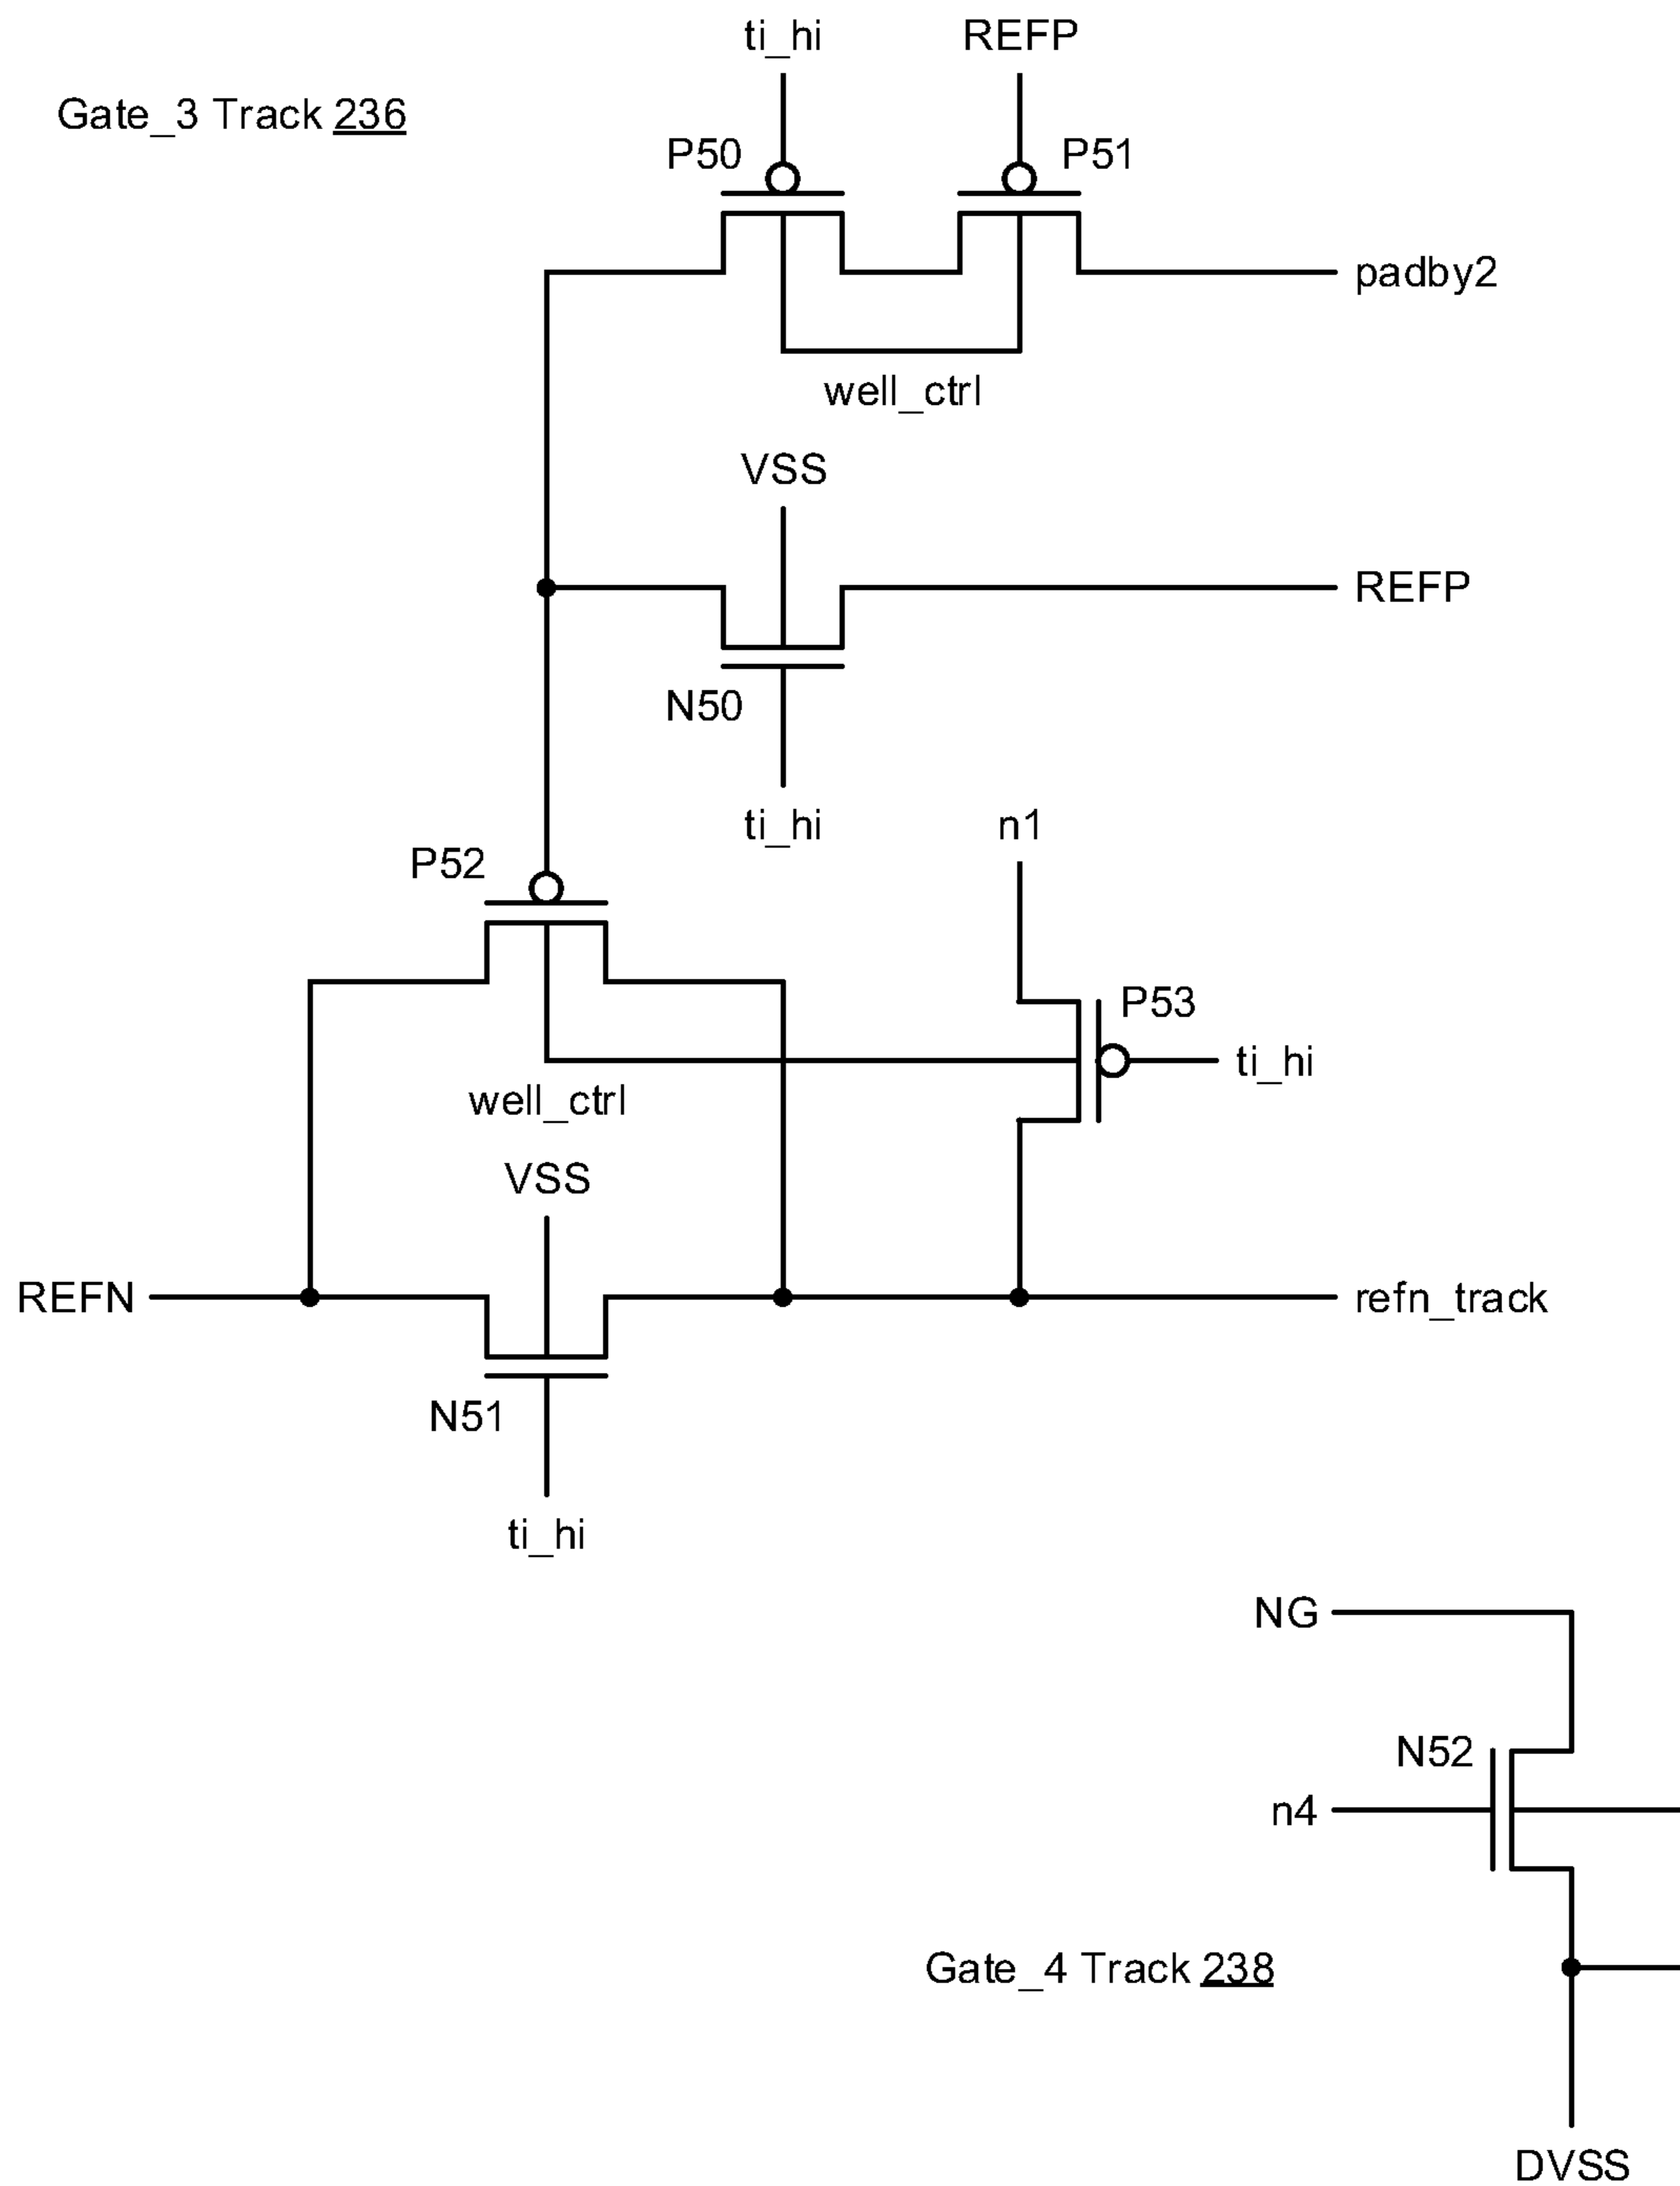 ti_hi REFP
Gate_3 Track 236
P50 P51
padby2
well_ctrl
VSS
REFP
N50
ti_hi n1
P52
P53
ti_hi
well_ctrl
VSS
REFN refn_track
N51
ti_hi
NG
N52
n4
Gate_4 Track 238
DVSS